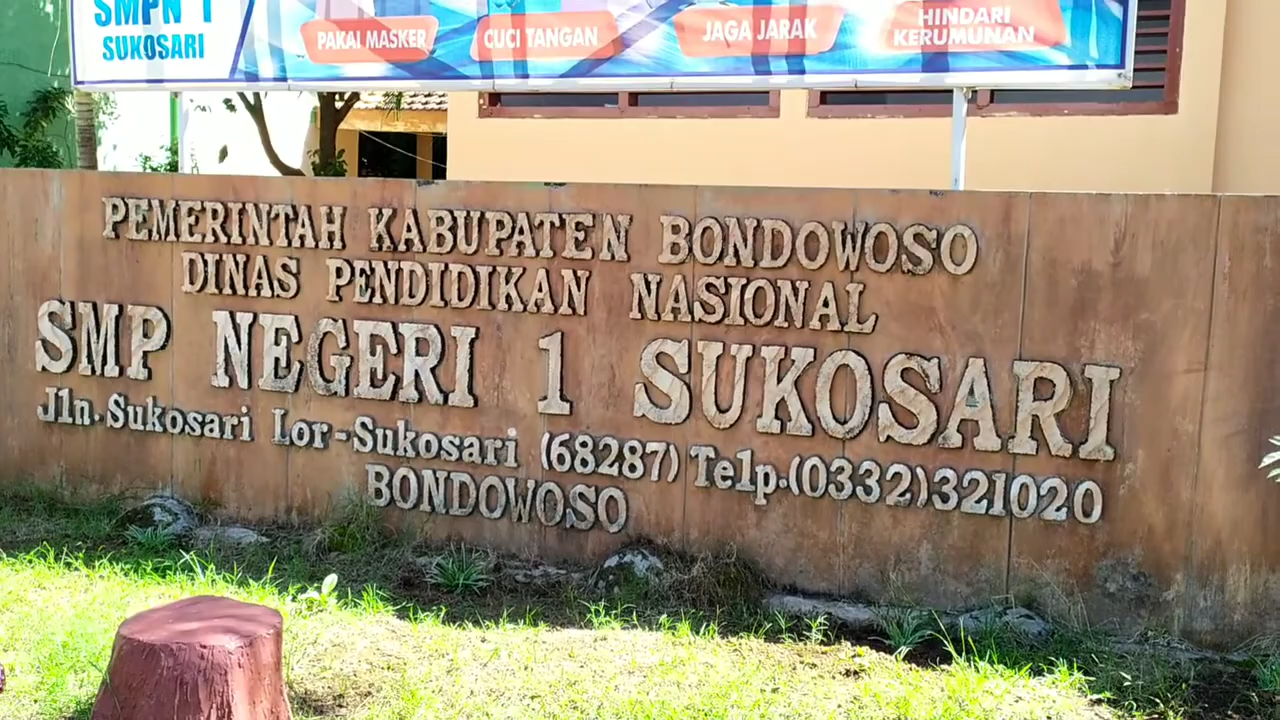 SMPN 1
SUKOSARI
PAKAI MASKER
CUCI TANGAN
JAGA JARAK
HINDARI
KERUMUNAN
PEMERINTAH KABUPATEN BONDOWOSO
DINAS PENDIDIKAN NASIONAL
SMP NEGERI 1 SUKOSARI
Jln. Sukosari Lor-Sukosari (68287) Telp.(0332)321020
BONDOWOSO